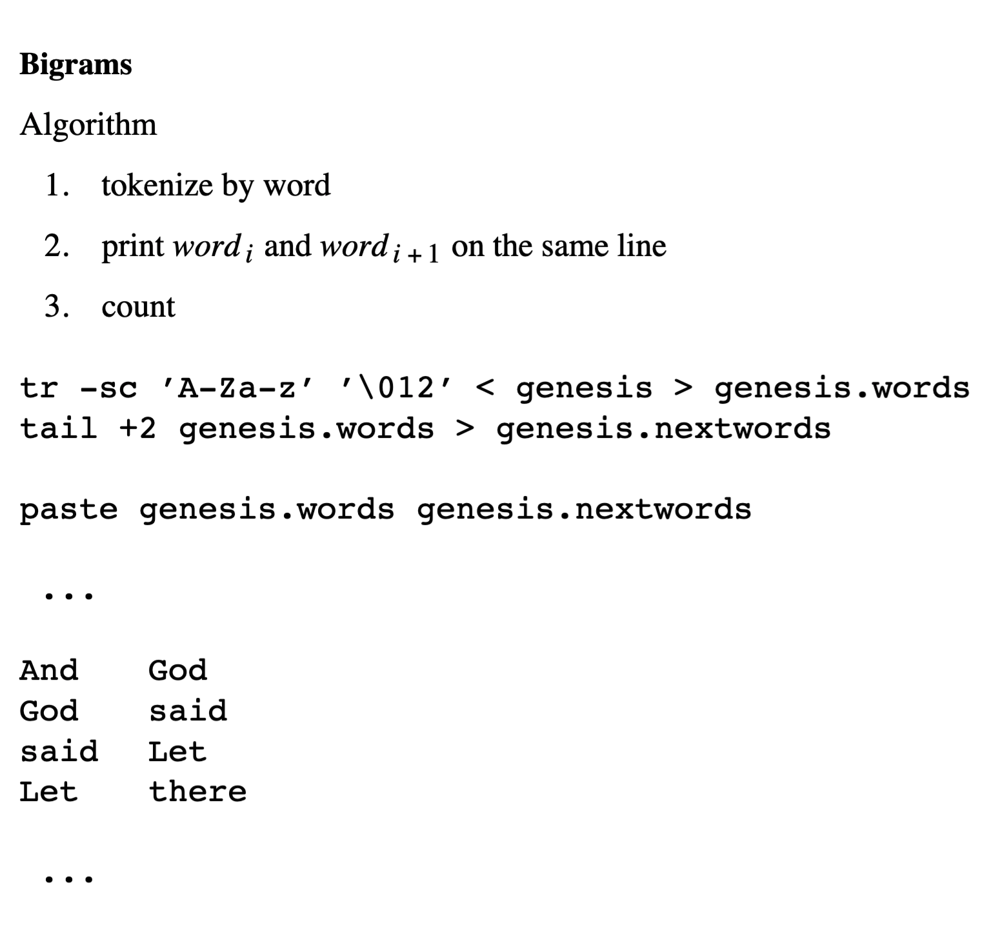 Bigrams
Algorithm
1. tokenize by word
2. print word i and word i + 1 on the same line
3. count
tr -sc ’A-Za-z’ ’\012’ < genesis > genesis.words
tail +2 genesis.words > genesis.nextwords
paste genesis.words genesis.nextwords
...
And God
God said
said Let
Let there
...